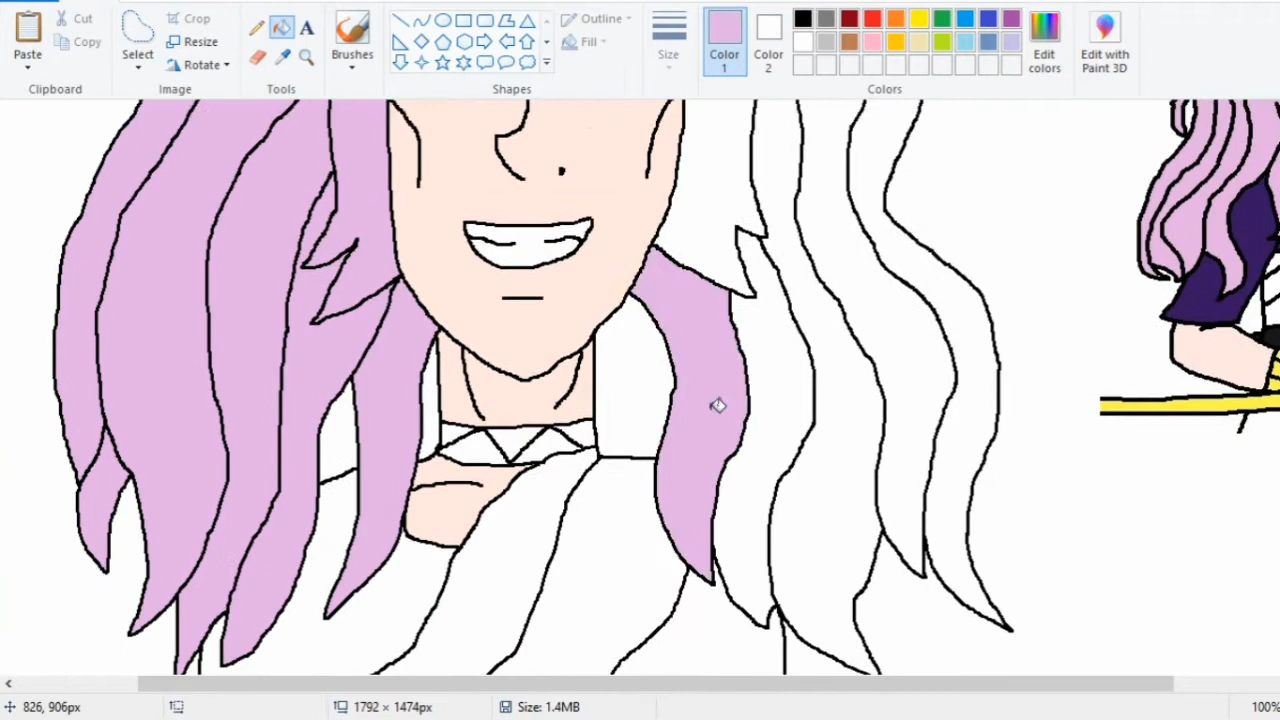 Paste
Cut
Copy
Clipboard
Select
Crop
Resize
Rotate
Image
A
Tools
Brushes
Shapes
Outline
Fill
Size
Color
1
Color
2
Edit
colors
Colors
Edit with
Paint 3D
826, 906px
1792 × 1474px
Size: 1.4MB
100%